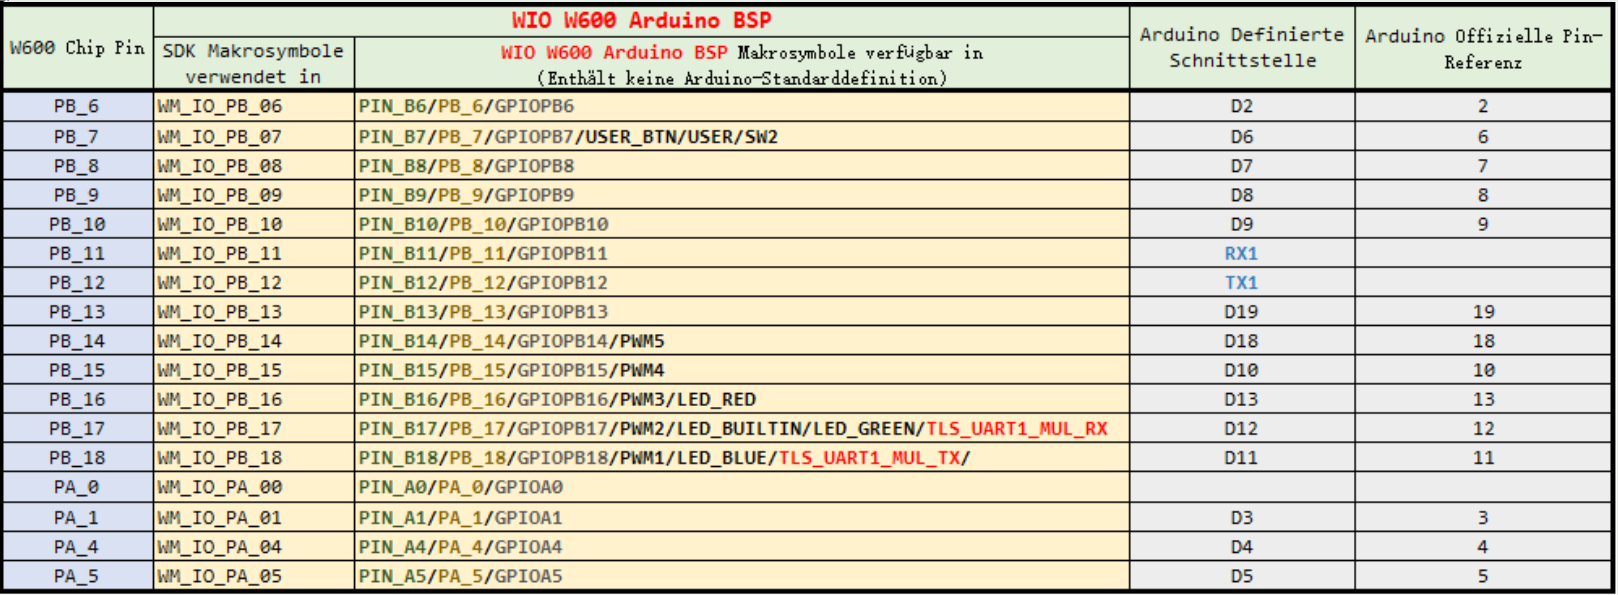 WIO W600 Arduino BSP
W600 Chip Pin
SDK Makrosymbole
verwendet in
WIO W600 Arduino BSP Makrosymbole verfügbar in
(Enthält keine Arduino-Standarddefinition)
Arduino Definierte
Schnittstelle
Arduino Offizielle Pin-
Referenz
PB_6 WM_IO_PB_06 PIN_B6/PB_6/GPIOPB6 D2 2
PB_7 WM_IO_PB_07 PIN_B7/PB_7/GPIOPB7/USER_BTN/USER/SW2 D6 6
PB_8 WM_IO_PB_08 PIN_B8/PB_8/GPIOPB8 D7 7
PB_9 WM_IO_PB_09 PIN_B9/PB_9/GPIOPB9 D8 8
PB_10 WM_IO_PB_10 PIN_B10/PB_10/GPIOPB10 D9 9
PB_11 WM_IO_PB_11 PIN_B11/PB_11/GPIOPB11 RX1
PB_12 WM_IO_PB_12 PIN_B12/PB_12/GPIOPB12 TX1
PB_13 WM_IO_PB_13 PIN_B13/PB_13/GPIOPB13 D19 19
PB_14 WM_IO_PB_14 PIN_B14/PB_14/GPIOPB14/PWM5 D18 18
PB_15 WM_IO_PB_15 PIN_B15/PB_15/GPIOPB15/PWM4 D10 10
PB_16 WM_IO_PB_16 PIN_B16/PB_16/GPIOPB16/PWM3/LED_RED D13 13
PB_17 WM_IO_PB_17 PIN_B17/PB_17/GPIOPB17/PWM2/LED_BUILTIN/LED_GREEN/TLS_UART1_MUL_RX D12 12
PB_18 WM_IO_PB_18 PIN_B18/PB_18/GPIOPB18/PWM1/LED_BLUE/TLS_UART1_MUL_TX/ D11 11
PA_0 WM_IO_PA_00 PIN_A0/PA_0/GPIOA0
PA_1 WM_IO_PA_01 PIN_A1/PA_1/GPIOA1 D3 3
PA_4 WM_IO_PA_04 PIN_A4/PA_4/GPIOA4 D4 4
PA_5 WM_IO_PA_05 PIN_A5/PA_5/GPIOA5 D5 5